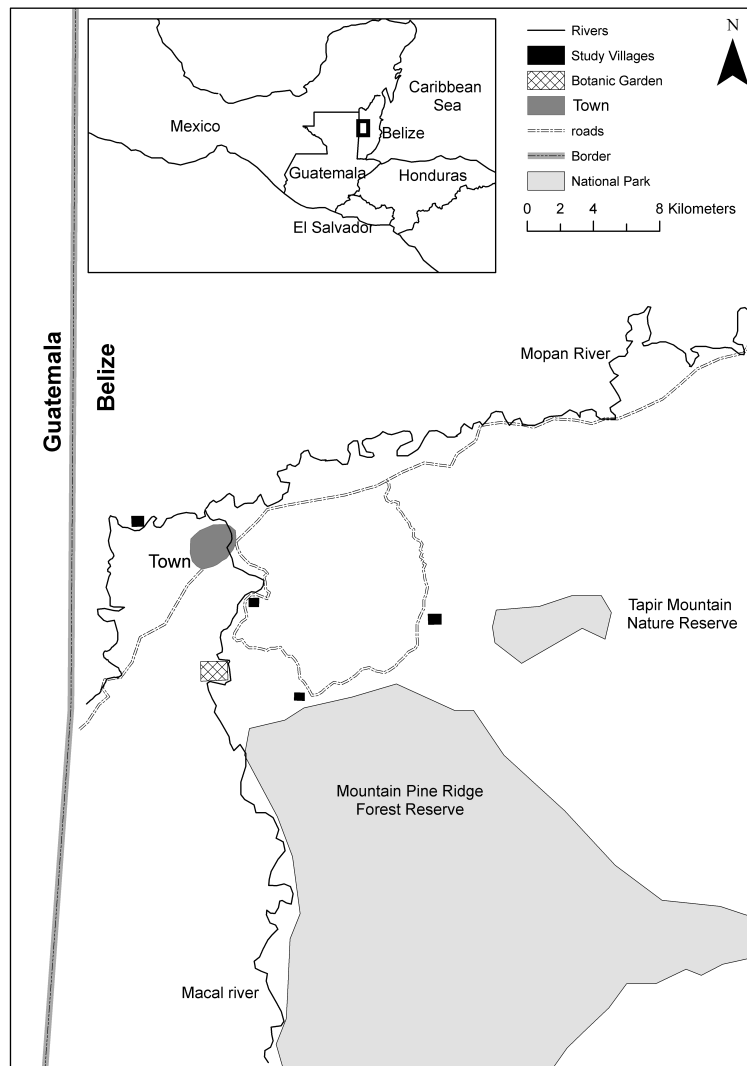 Caribbean
Sea
Mexico
Belize
Guatemala
Honduras
El Salvador
N
Rivers
Study Villages
Botanic Garden
Town
roads
Border
National Park
0 2 4 8 Kilometers
Guatemala
Belize
Mopan River
Town
Tapir Mountain
Nature Reserve
Mountain Pine Ridge
Forest Reserve
Macal river